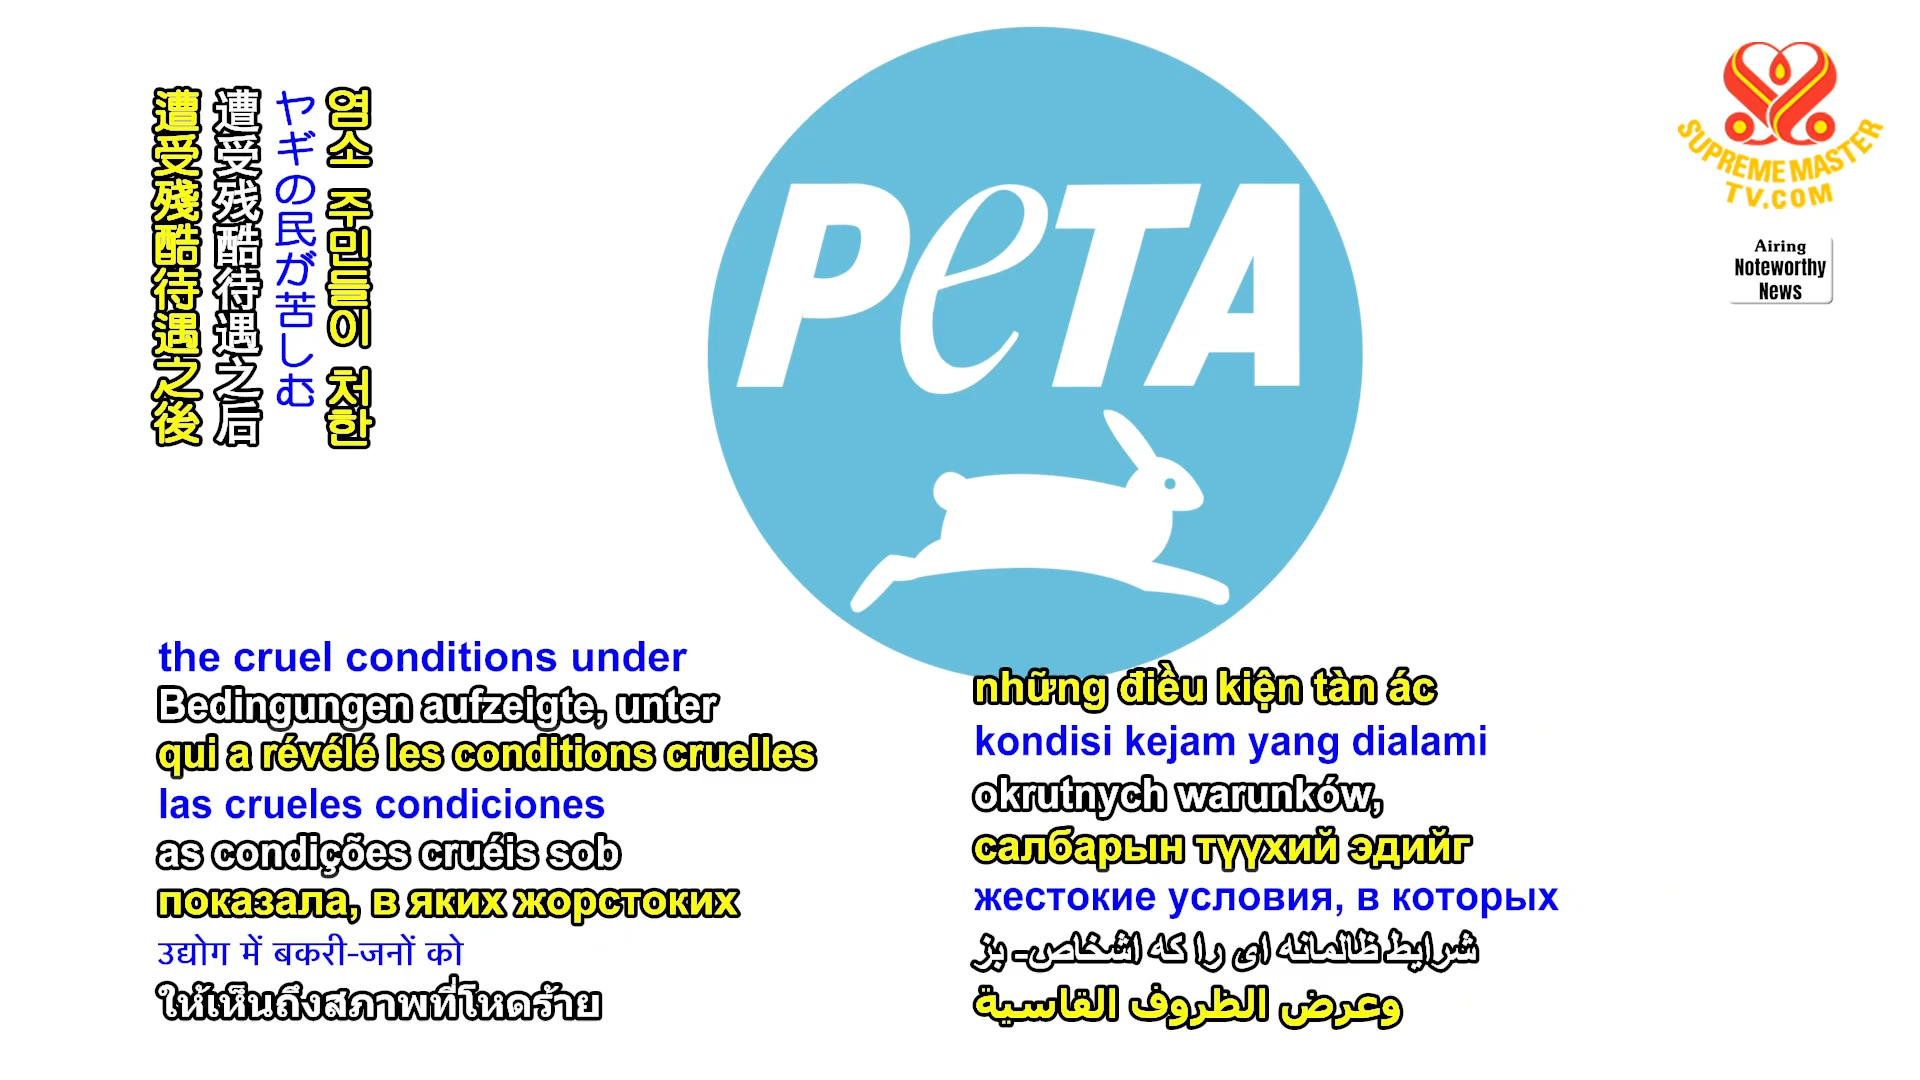 遭受殘酷待遇之後
遭受残酷待遇之后
ヤギの民が苦しむ
염소 주민들이 처한
PeTA
SUPREME MASTER
TV.COM
Airing
Noteworthy
News
the cruel conditions under
Bedingungen aufzeigte, unter
qui a révélé les conditions cruelles
las crueles condiciones
as condições cruéis sob
показала, в яких жорстоких
उद्योग में बकरी-जनों को
ให้เห็นถึงสภาพที่โหดร้าย
những điều kiện tàn ác
kondisi kejam yang dialami
okrutnych warunków,
салбарын түүхий эдийг
жестокие условия, в которых
شرایط ظالمانه ای را که اشخاص- بز
وعرض الظروف القاسية